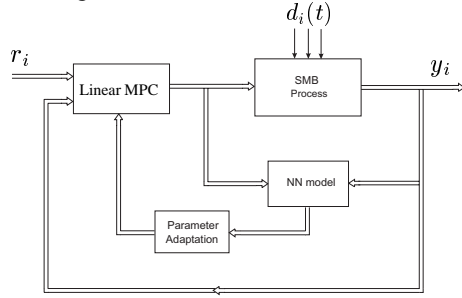 d_i(t)
r_i
y_i
Linear MPC
SMB
Process
NN model
Parameter
Adaptation